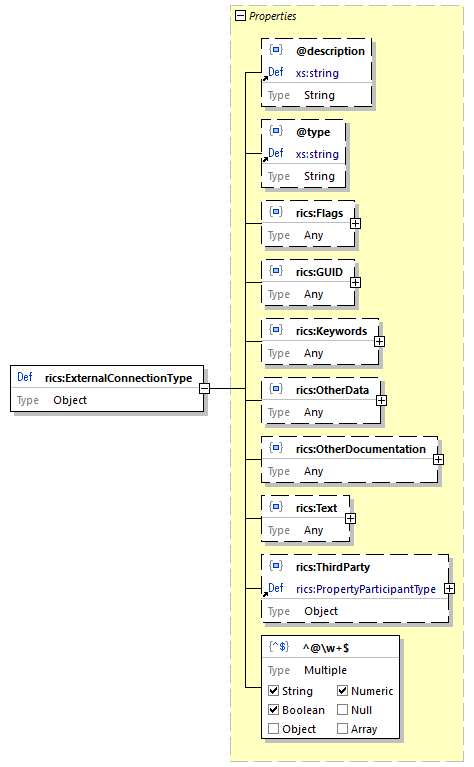 Properties
@description
Def xs:string
Type String
@type
Def xs:string
Type String
rics:Flags
Type Any
rics:GUID
Type Any
rics:Keywords
Type Any
Def rics:ExternalConnectionType
Type Object
rics:OtherData
Type Any
rics:OtherDocumentation
Type Any
rics:Text
Type Any
rics:ThirdParty
Def rics:PropertyParticipantType
Type Object
^@\w+$
Type Multiple
String Numeric
Boolean Null
Object Array